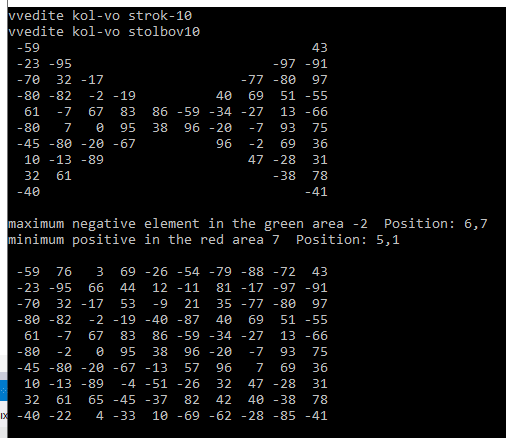 vvedite kol-vo strok-10
vvedite kol-vo stolbov10
-59 43
-23 -95 -97 -91
-70 32 -17 -77 -80 97
-80 -82 -2 -19 40 69 51 -55
61 -7 67 83 86 -59 -34 -27 13 -66
-80 7 0 95 38 96 -20 -7 93 75
-45 -80 -20 -67 96 -2 69 36
10 -13 -89 47 -28 31
32 61 -38 78
-40 -41
maximum negative element in the green area -2 Position: 6,7
minimum positive in the red area 7 Position: 5,1
-59 76 3 69 -26 -54 -79 -88 -72 43
-23 -95 66 44 12 -11 81 -17 -97 -91
-70 32 -17 53 -9 21 35 -77 -80 97
-80 -82 -2 -19 -40 -87 40 69 51 -55
61 -7 67 83 86 -59 -34 -27 13 -66
-80 -2 0 95 38 96 -20 -7 93 75
-45 -80 -20 -67 -13 57 96 7 69 36
10 -13 -89 -4 -51 -26 32 47 -28 31
32 61 65 -45 -37 82 42 40 -38 78
-40 -22 4 -33 10 -69 -62 -28 -85 -41